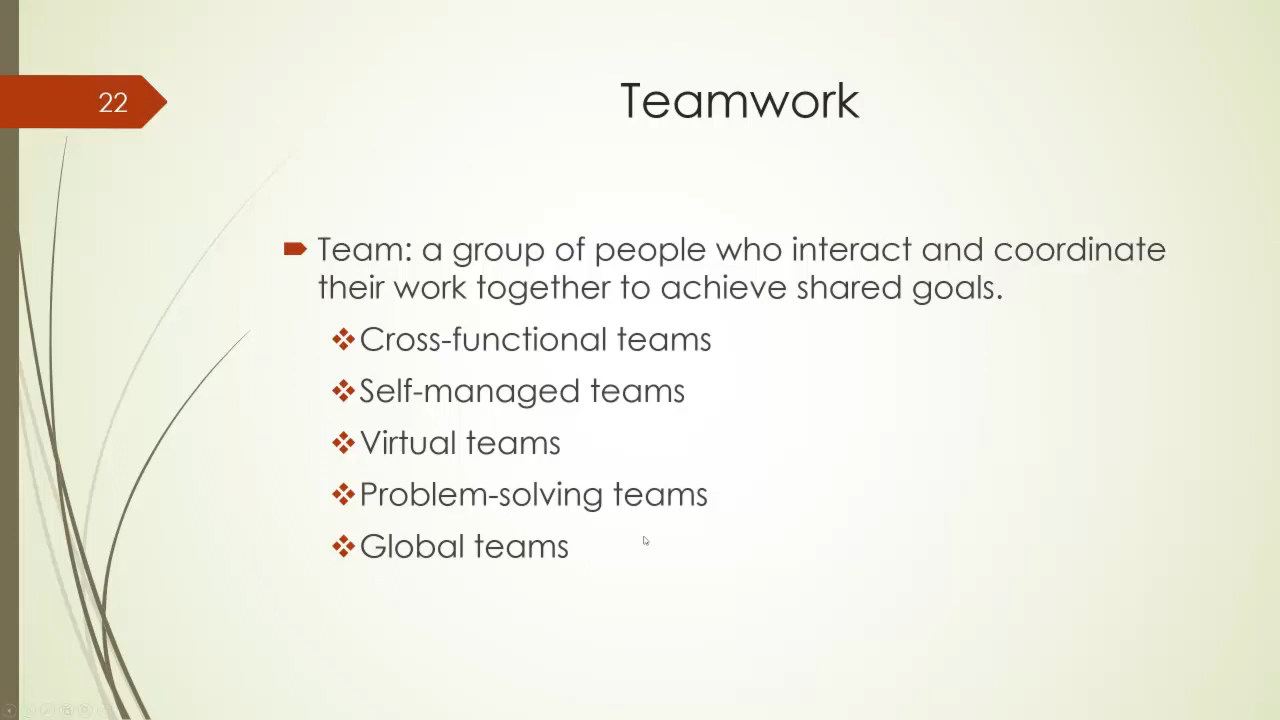 22
Teamwork
Team: a group of people who interact and coordinate
their work together to achieve shared goals.
Cross-functional teams
Self-managed teams
Virtual teams
Problem-solving teams
Global teams